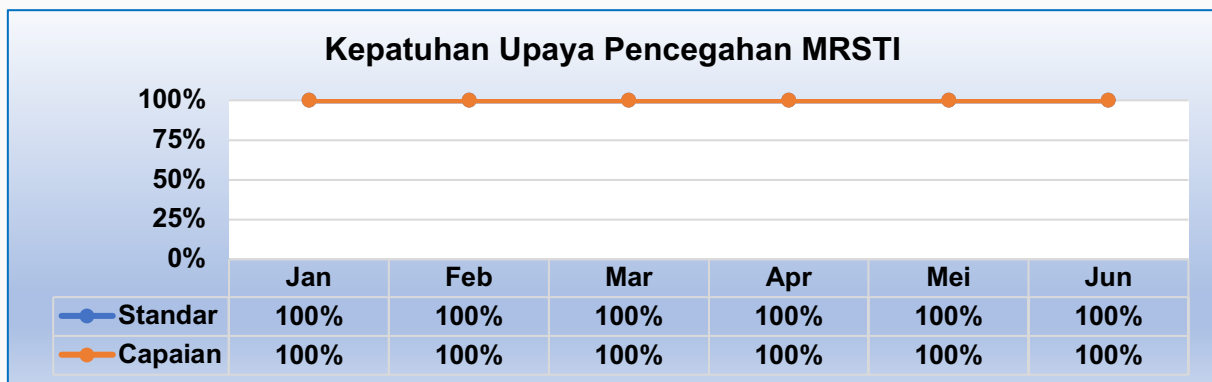 Kepatuhan Upaya Pencegahan MRSTI
100%
75%
50%
25%
0%
Jan Feb Mar Apr Mei Jun
Standar 100% 100% 100% 100% 100% 100%
Capaian 100% 100% 100% 100% 100% 100%